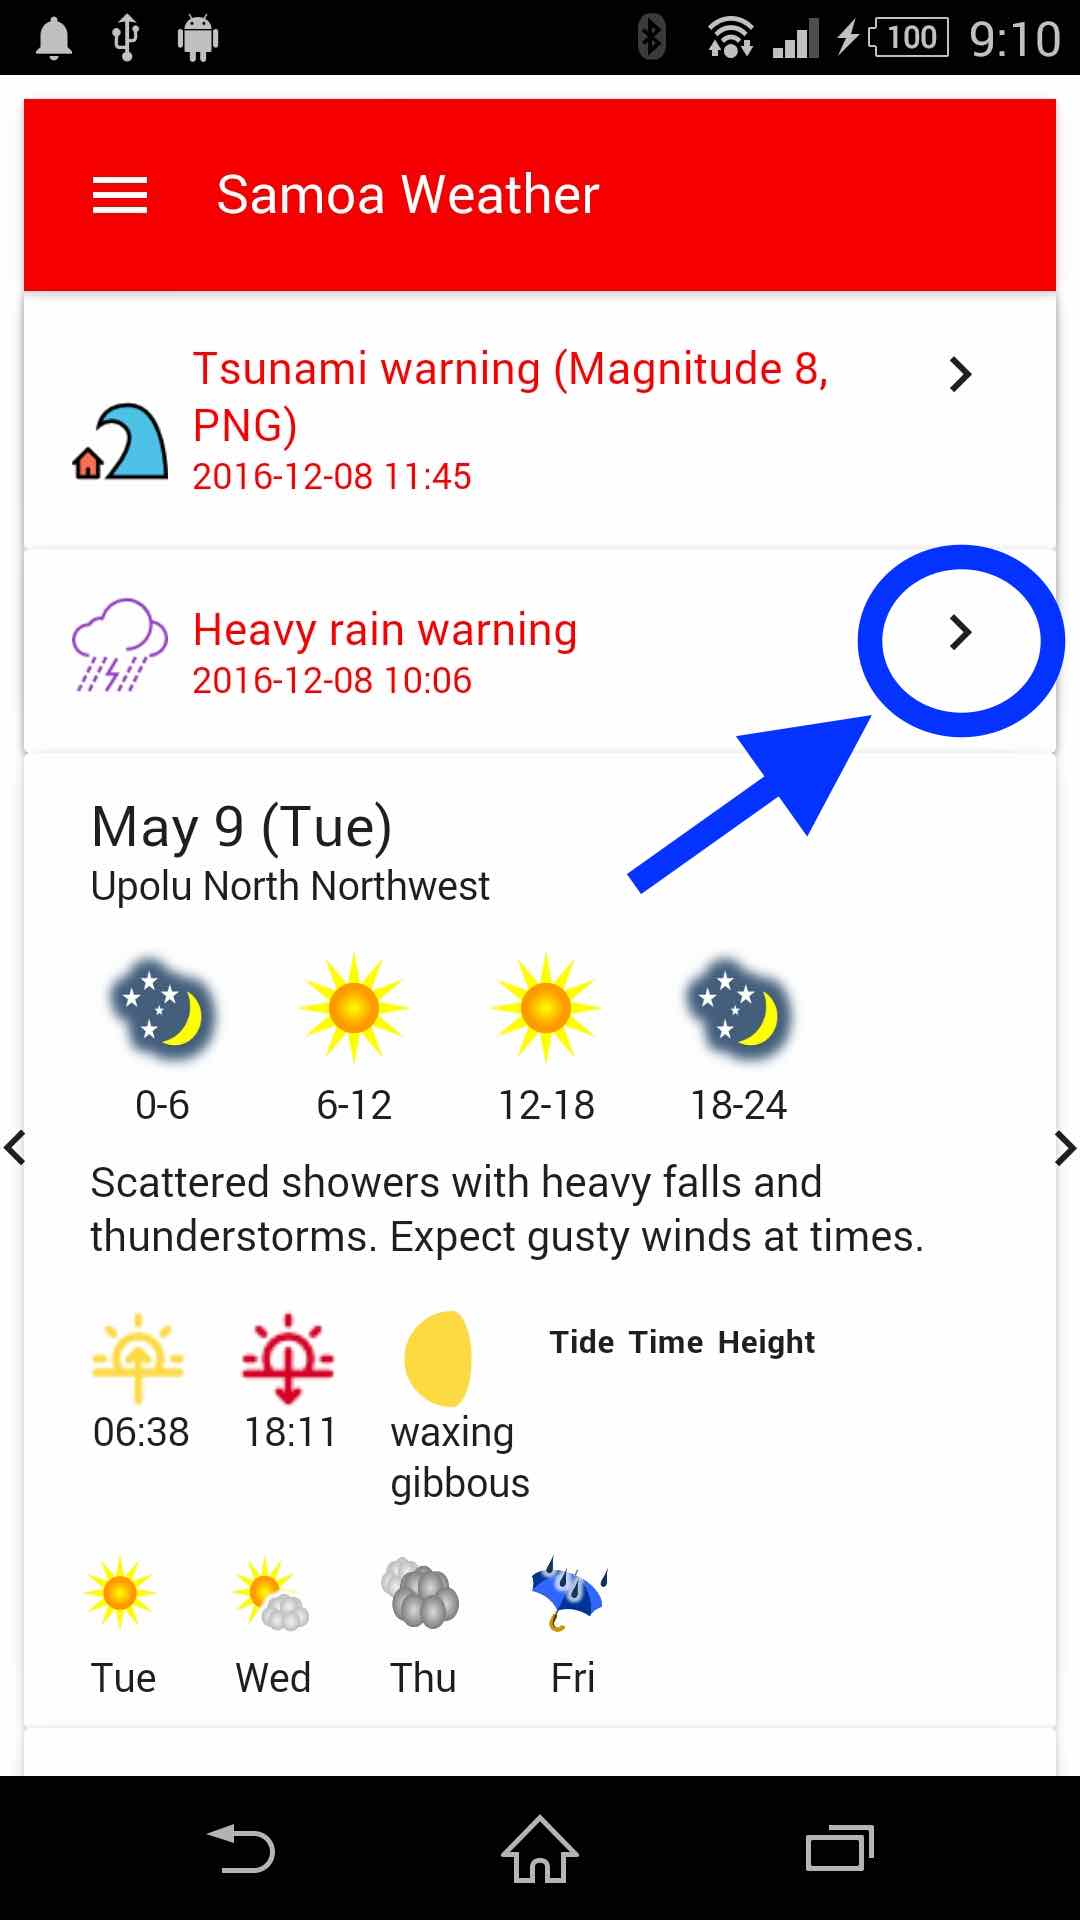 100 9:10
Samoa Weather
Tsunami warning (Magnitude 8,
PNG)
2016-12-08 11:45
Heavy rain warning
2016-12-08 10:06
May 9 (Tue)
Upolu North Northwest
0-6 6-12 12-18 18-24
Scattered showers with heavy falls and
thunderstorms. Expect gusty winds at times.
Tide Time Height
06:38 18:11 waxing
gibbous
Tue Wed Thu Fri